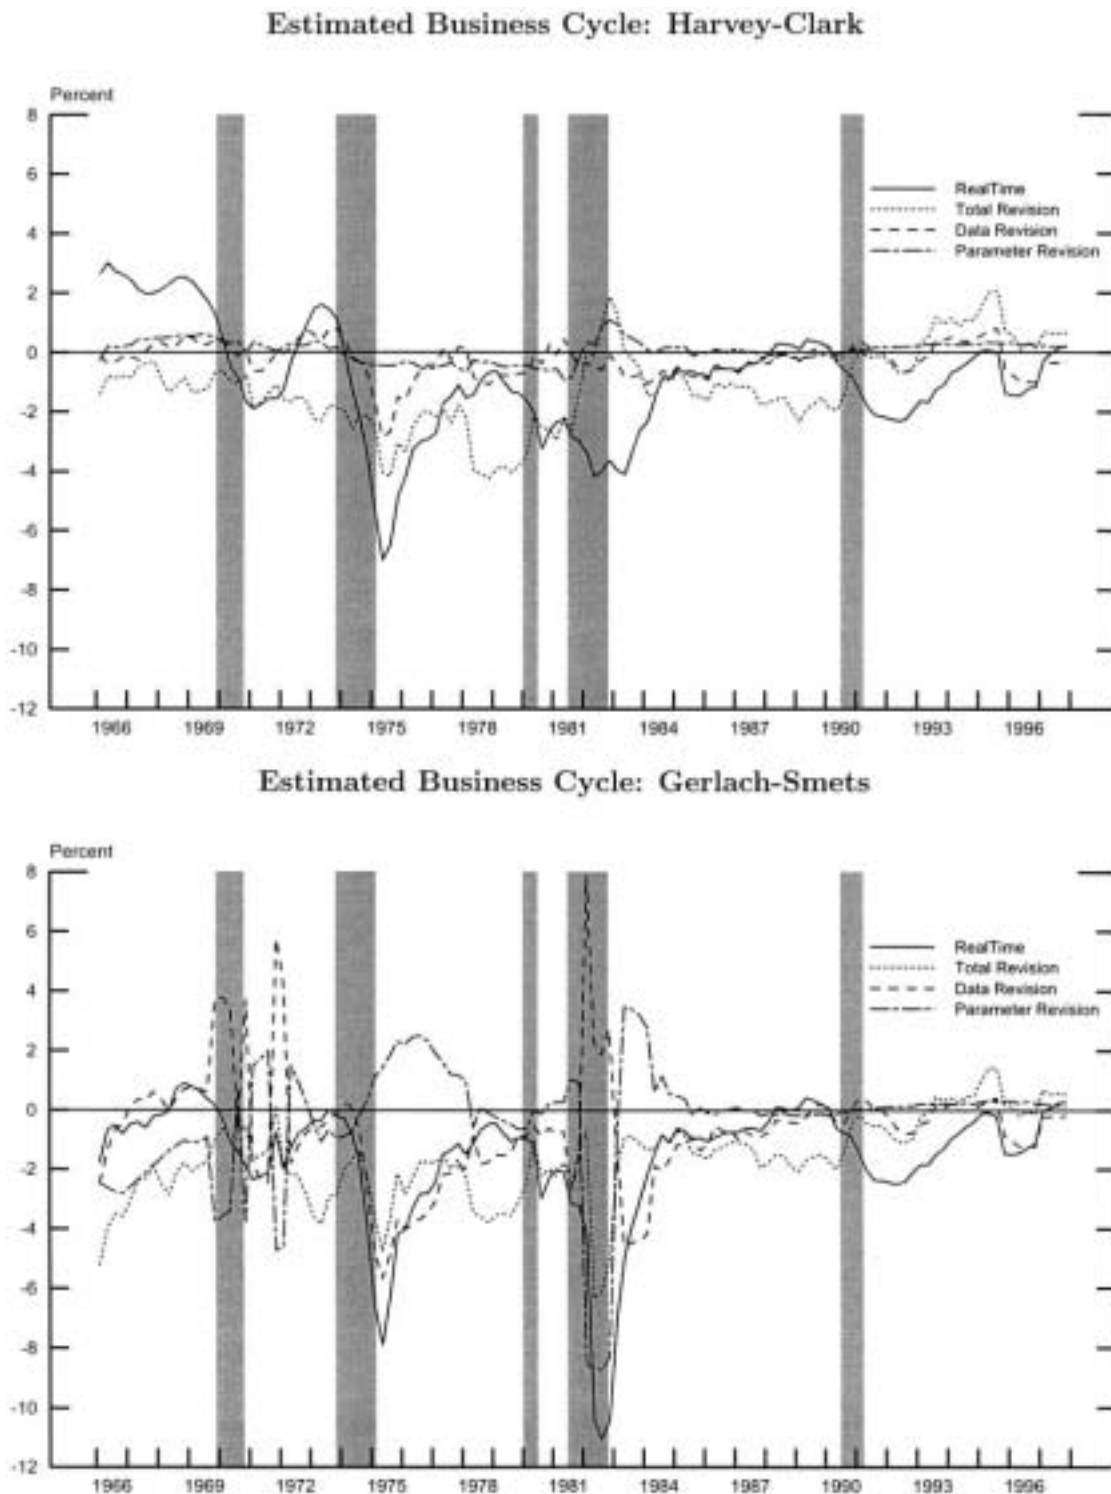 Estimated Business Cycle: Harvey-Clark
Percent
8
6
4
2
0
-2
-4
-6
-8
-10
-12
RealTime
Total Revision
Data Revision
Parameter Revision
1966 1969 1972 1975 1978 1981 1984 1987 1990 1993 1996
Estimated Business Cycle: Gerlach-Smets
Percent
8
6
4
2
0
-2
-4
-6
-8
-10
-12
RealTime
Total Revision
Data Revision
Parameter Revision
1966 1969 1972 1975 1978 1981 1984 1987 1990 1993 1996